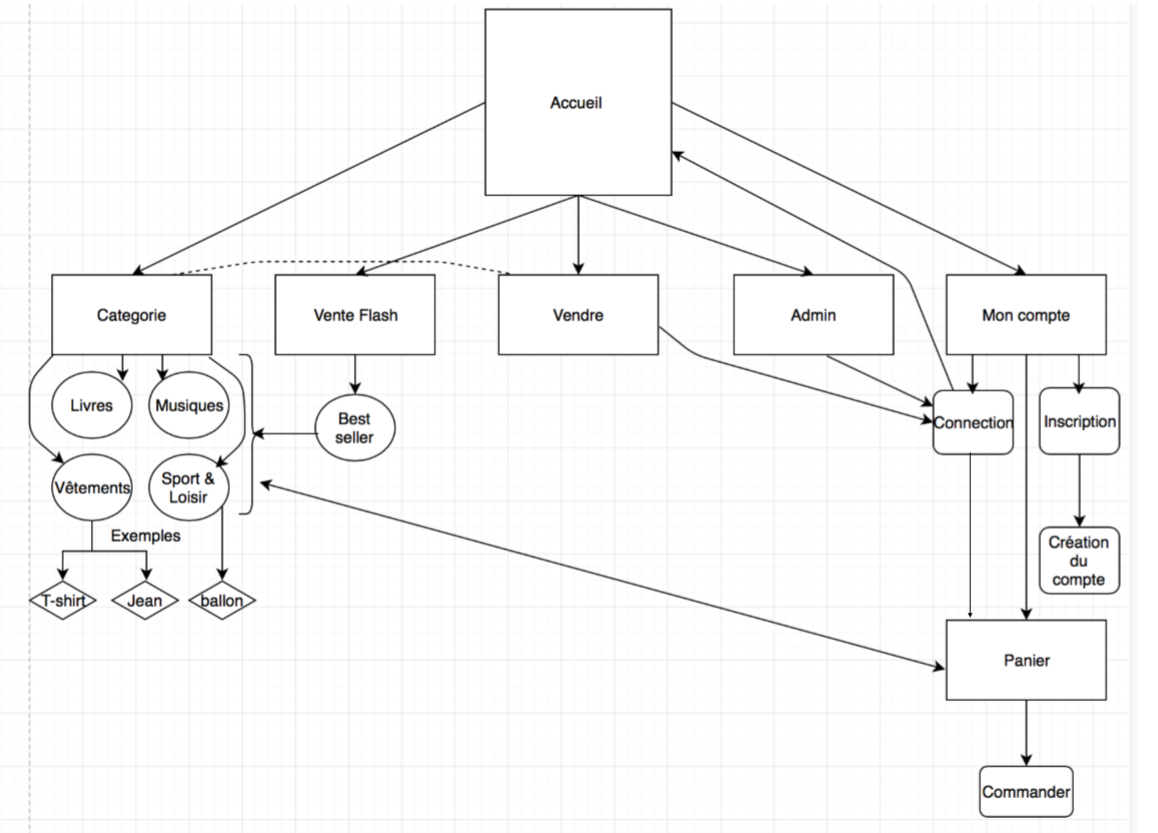 Accueil
Categorie
Vente Flash
Vendre
Admin
Mon compte
Livres
Musiques
Best
seller
Connection
Inscription
Vêtements
Sport &
Loisir
Exemples
Création
du
compte
T-shirt
Jean
ballon
Panier
Commander